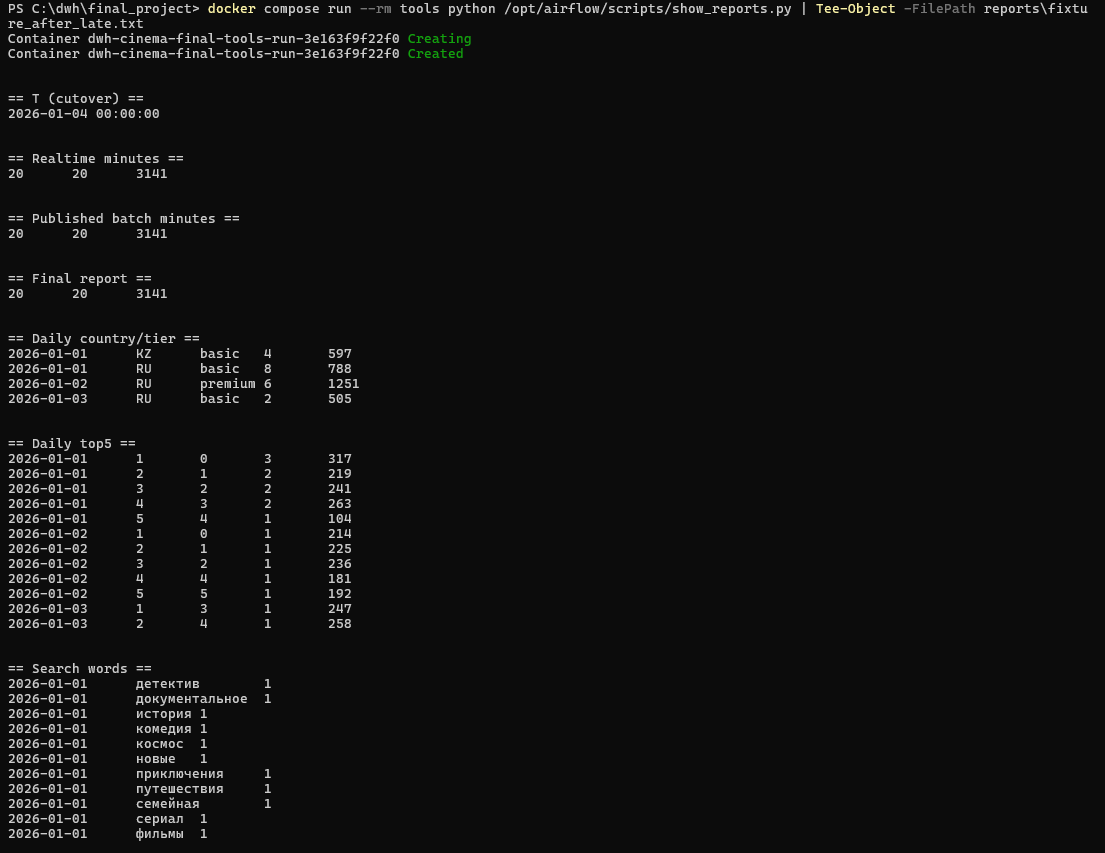 PS C:\dwh\final_project> docker compose run --rm tools python /opt/airflow/scripts/show_reports.py | Tee-Object -FilePath reports\fixtu
re_after_late.txt
Container dwh-cinema-final-tools-run-3e163f9f22f0 Creating
Container dwh-cinema-final-tools-run-3e163f9f22f0 Created
== T (cutover) ==
2026-01-04 00:00:00
== Realtime minutes ==
20 20 3141
== Published batch minutes ==
20 20 3141
== Final report ==
20 20 3141
== Daily country/tier ==
2026-01-01 KZ basic 4 597
2026-01-01 RU basic 8 788
2026-01-02 RU premium 6 1251
2026-01-03 RU basic 2 505
== Daily top5 ==
2026-01-01 1 0 3 317
2026-01-01 2 1 2 219
2026-01-01 3 2 2 241
2026-01-01 4 3 2 263
2026-01-01 5 4 1 104
2026-01-02 1 0 1 214
2026-01-02 2 1 1 225
2026-01-02 3 2 1 236
2026-01-02 4 4 1 181
2026-01-02 5 5 1 192
2026-01-03 1 3 1 247
2026-01-03 2 4 1 258
== Search words ==
2026-01-01 детектив 1
2026-01-01 документальное 1
2026-01-01 история 1
2026-01-01 комедия 1
2026-01-01 космос 1
2026-01-01 новые 1
2026-01-01 приключения 1
2026-01-01 путешествия 1
2026-01-01 семейная 1
2026-01-01 сериал 1
2026-01-01 фильмы 1